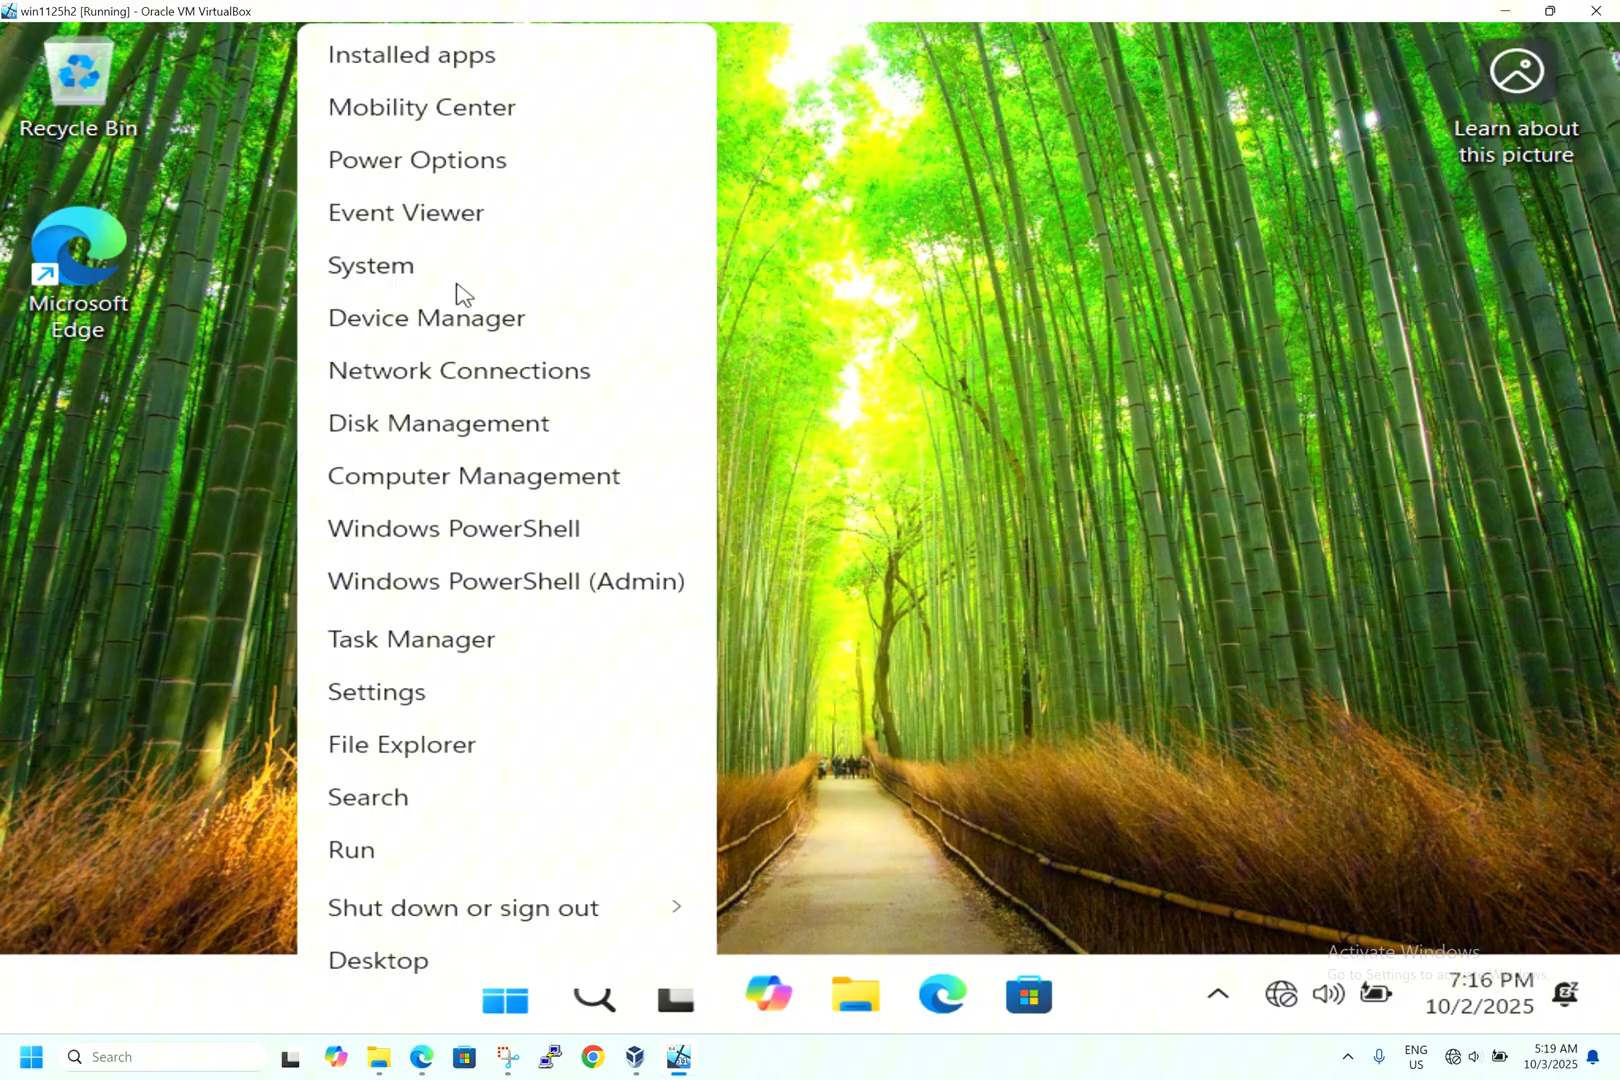 win1125h2 [Running] - Oracle VM VirtualBox
Recycle Bin
Microsoft
Edge
Learn about
this picture
Installed apps
Mobility Center
Power Options
Event Viewer
System
Device Manager
Network Connections
Disk Management
Computer Management
Windows PowerShell
Windows PowerShell (Admin)
Task Manager
Settings
File Explorer
Search
Run
Shut down or sign out
Desktop
Activate Windows
Go to Settings to activate Windows.
7:16 PM
10/2/2025
Search
ENG
US
5:19 AM
10/3/2025